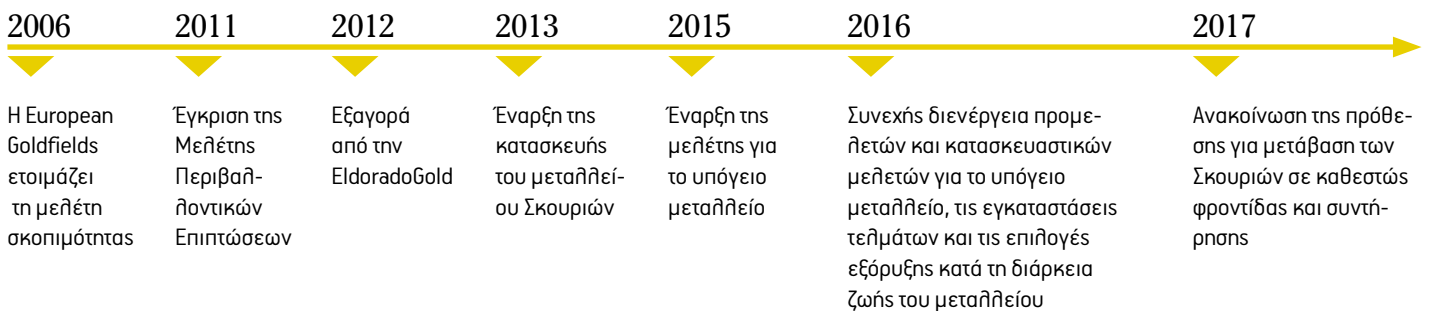 2006
Η European
Goldfields
ετοιμάζει
τη μελέτη
σκοπιμότητας
2011
Έγκριση της
Μελέτης
Περιβαλ-
λοντικών
Επιπτώσεων
2012
Εξαγορά
από την
EldoradoGold
2013
Έναρξη της
κατασκευής
του μεταλλεί-
ου Σκουριών
2015
Έναρξη της
μελέτης για
το υπόγειο
μεταλλείο
2016
Συνεχής διενέργεια προμε-
λετών και κατασκευαστικών
μελετών για το υπόγειο
μεταλλείο, τις εγκαταστάσεις
τελμάτων και τις επιλογές
εξόρυξης κατά τη διάρκεια
ζωής του μεταλλείου
2017
Ανακοίνωση της πρόθε-
σης για μετάβαση των
Σκουριών σε καθεστώς
φροντίδας και συντή-
ρησης